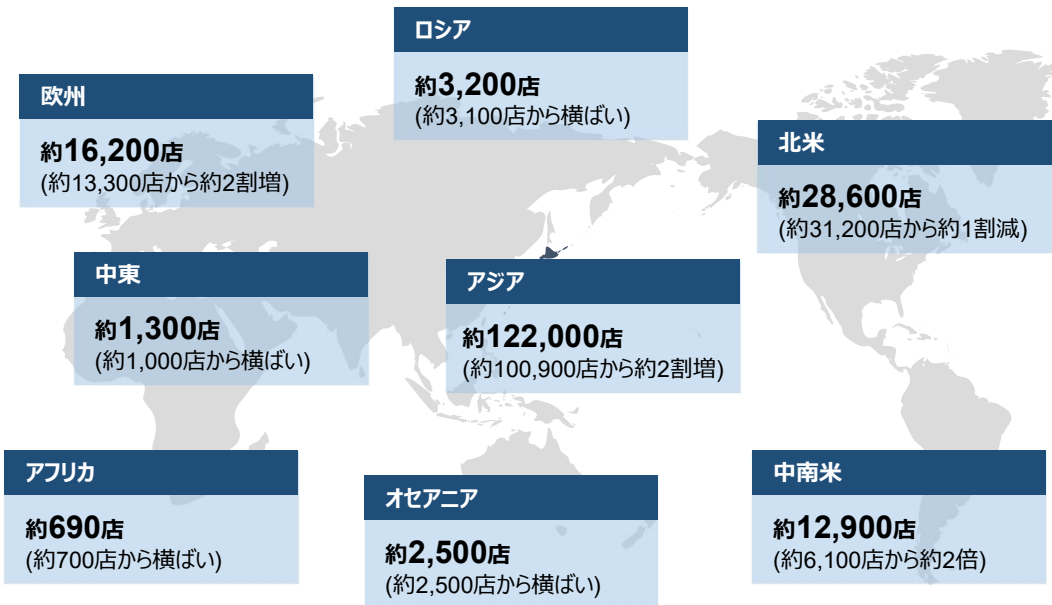 ロシア
約3,200店
(約3,100店から横ばい)
欧州
約16,200店
(約13,300店から約2割増)
北米
約28,600店
(約31,200店から約1割減)
中東
約1,300店
(約1,000店から横ばい)
アジア
約122,000店
(約100,900店から約2割増)
アフリカ
約690店
(約700店から横ばい)
オセアニア
約2,500店
(約2,500店から横ばい)
中南米
約12,900店
(約6,100店から約2倍)